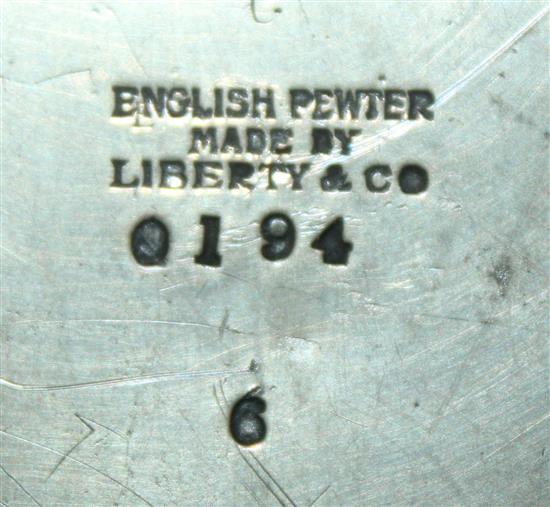 ENGLISH PEWTER
MADE BY
LIBERTY & CO
0194
6